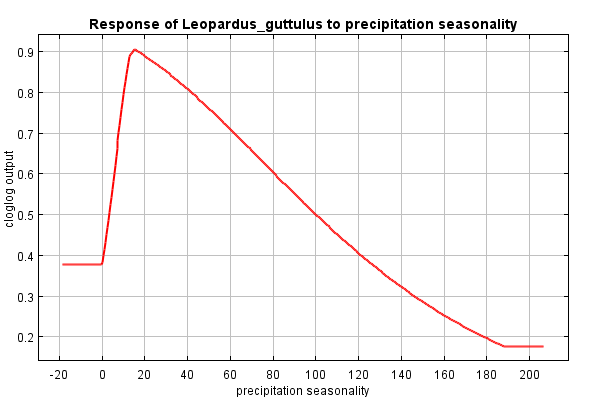 Response of Leopardus_guttulus to precipitation seasonality
cloglog output
0.9
0.8
0.7
0.6
0.5
0.4
0.3
0.2
-20 0 20 40 60 80 100 120 140 160 180 200
precipitation seasonality